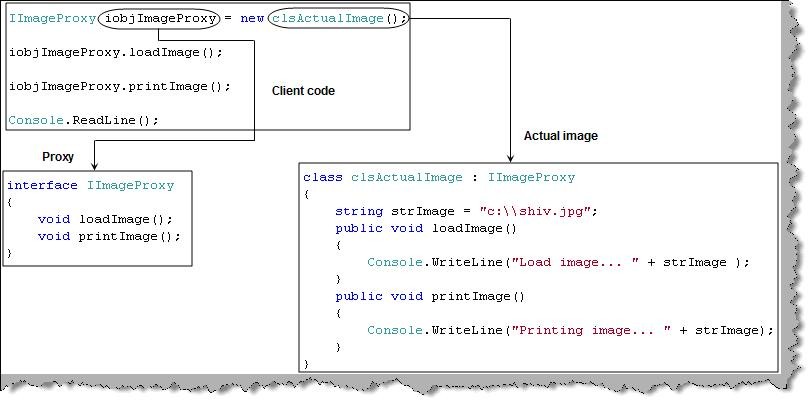 IImageProxy iobjImageProxy = new clsActualImage();
iobjImageProxy.loadImage();
iobjImageProxy.printImage();
Console.ReadLine();
Client code
Proxy
interface IImageProxy
{
void loadImage();
void printImage();
}
Actual image
class clsActualImage : IImageProxy
{
string strImage = "c:\\shiv.jpg";
public void loadImage()
{
Console.WriteLine("Load image... " + strImage );
}
public void printImage()
{
Console.WriteLine("Printing image... " + strImage);
}
}